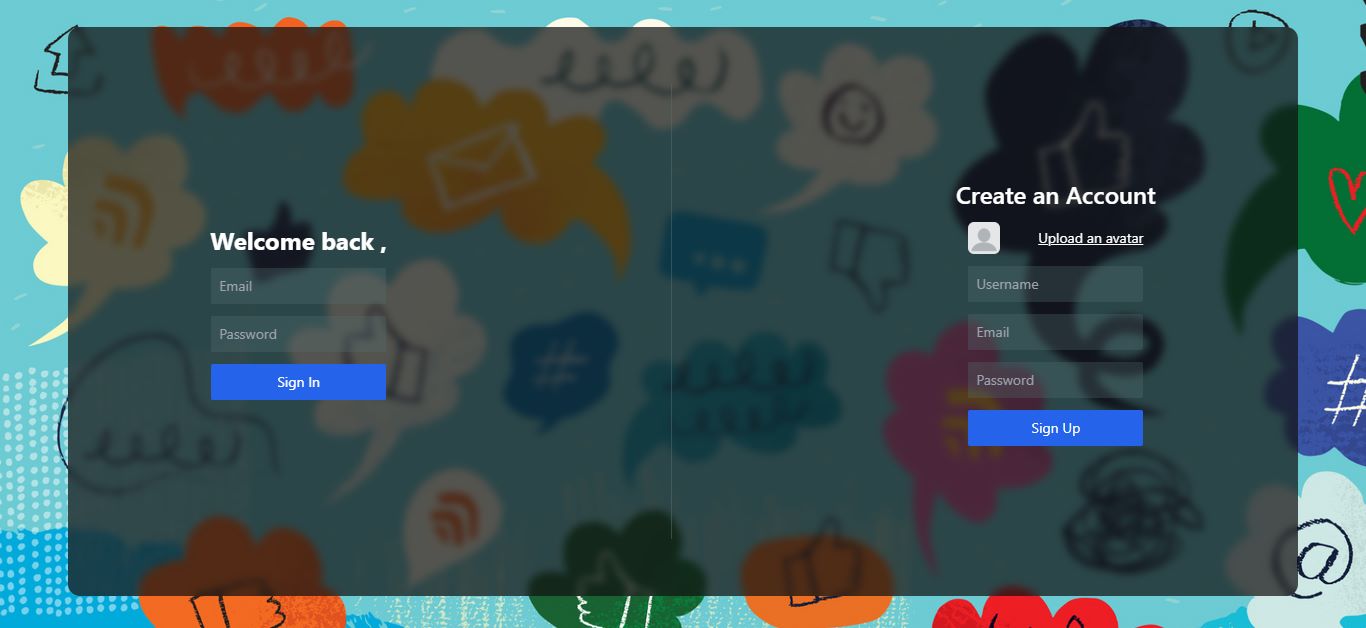 Welcome back ,
Email
Password
Sign In
Create an Account
Upload an avatar
Username
Email
Password
Sign Up